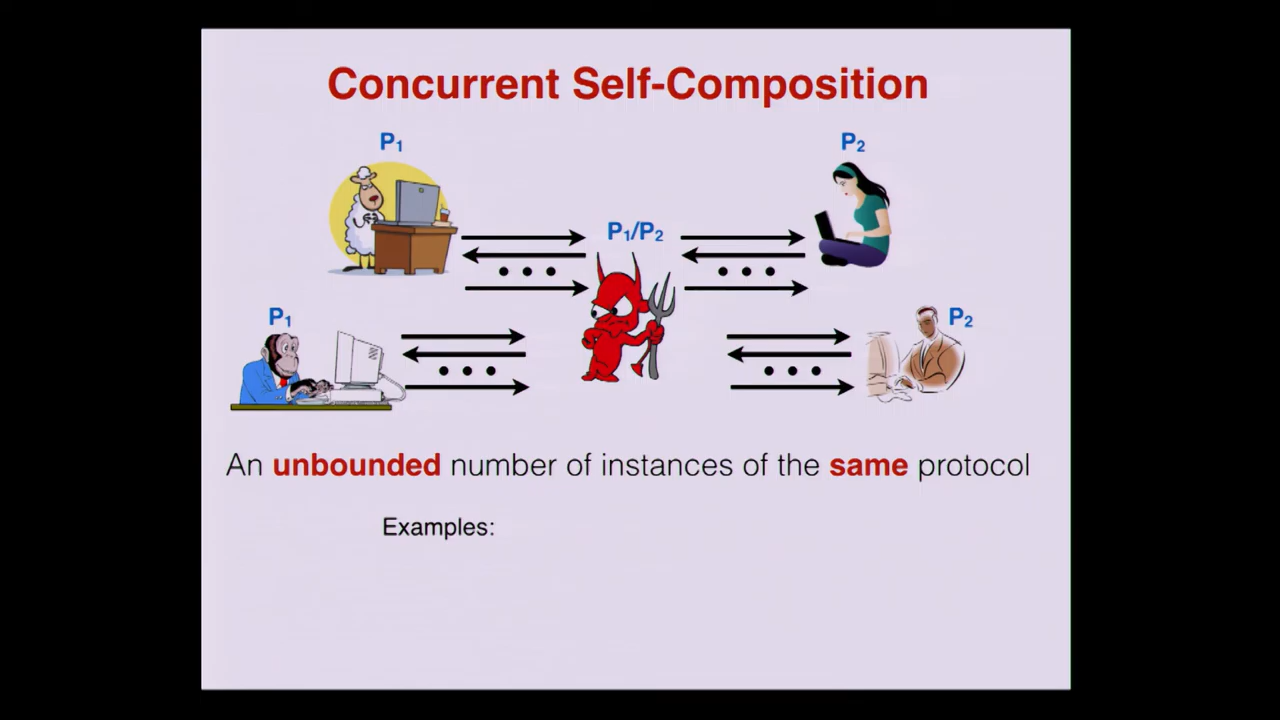 Concurrent Self-Composition
P₁
P₂
P₁/P₂
P₁
P₂
An unbounded number of instances of the same protocol
Examples: